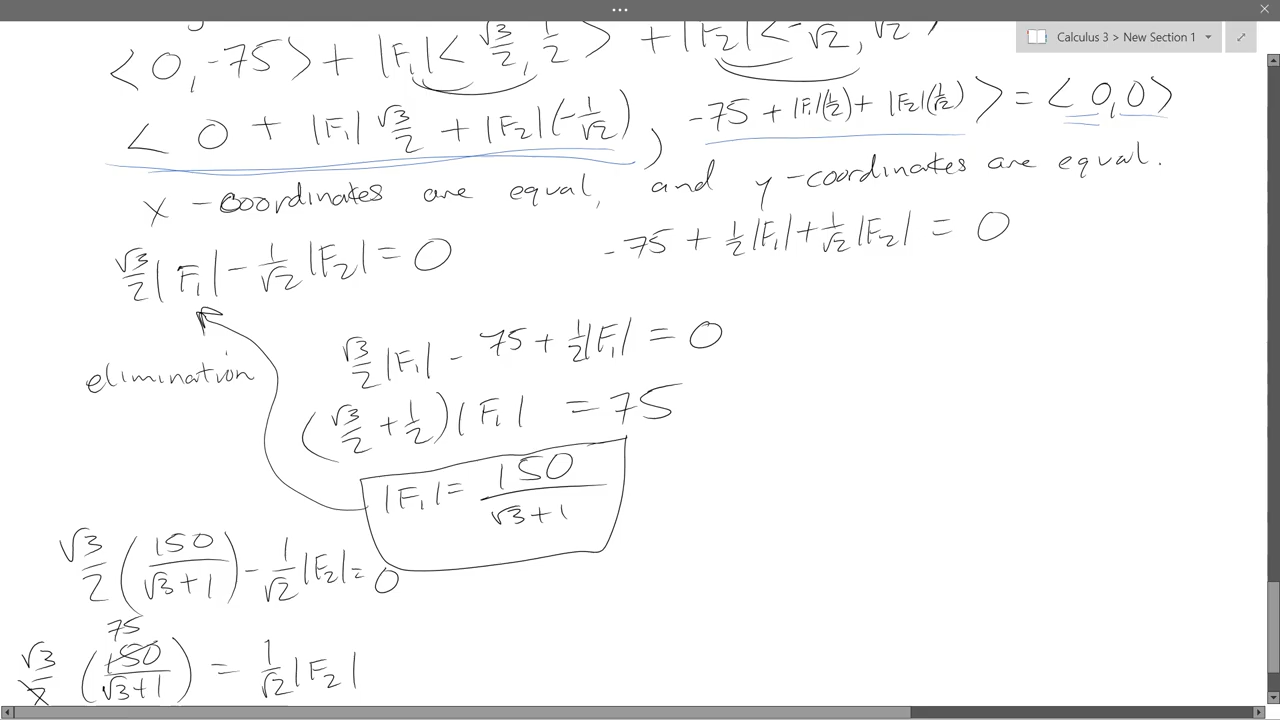 Calculus 3 > New Section 1
< 0, -75 > + |F₁| < √3/2, 1/2 > + |F₂| < -√2, √2 >
< 0 + |F₁| √3/2 + |F₂|(-1/√2), -75 + |F₁|(1/2) + |F₂|(1/√2) > = < 0, 0 >
x-coordinates are equal, and y-coordinates are equal.
√3/2 |F₁| - 1/√2 |F₂| = 0
-75 + 1/2 |F₁| + 1/√2 |F₂| = 0
elimination
√3/2 |F₁| - 75 + 1/2 |F₁| = 0
(√3/2 + 1/2) |F₁| = 75
|F₁| = 150/(√3+1)
√3/2 (150/(√3+1)) - 1/√2 |F₂| = 0
75
√3/2 (150/(√3+1)) = 1/√2 |F₂|